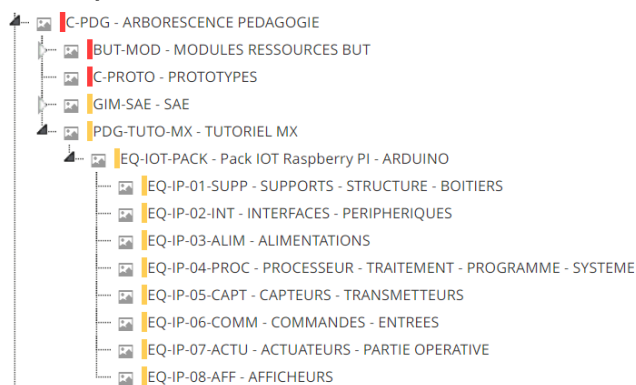 C-PDG - ARBORESCENCE PEDAGOGIE
BUT-MOD - MODULES RESSOURCES BUT
C-PROTO - PROTOTYPES
GIM-SAE - SAE
PDG-TUTO-MX - TUTORIEL MX
EQ-IOT-PACK - Pack IOT Raspberry PI - ARDUINO
EQ-IP-01-SUPP - SUPPORTS - STRUCTURE - BOITIERS
EQ-IP-02-INT - INTERFACES - PERIPHERIQUES
EQ-IP-03-ALIM - ALIMENTATIONS
EQ-IP-04-PROC - PROCESSEUR - TRAITEMENT - PROGRAMME - SYSTEME
EQ-IP-05-CAPT - CAPTEURS - TRANSMETTEURS
EQ-IP-06-COMM - COMMANDES - ENTREES
EQ-IP-07-ACTU - ACTUATEURS - PARTIE OPERATIVE
EQ-IP-08-AFF - AFFICHEURS